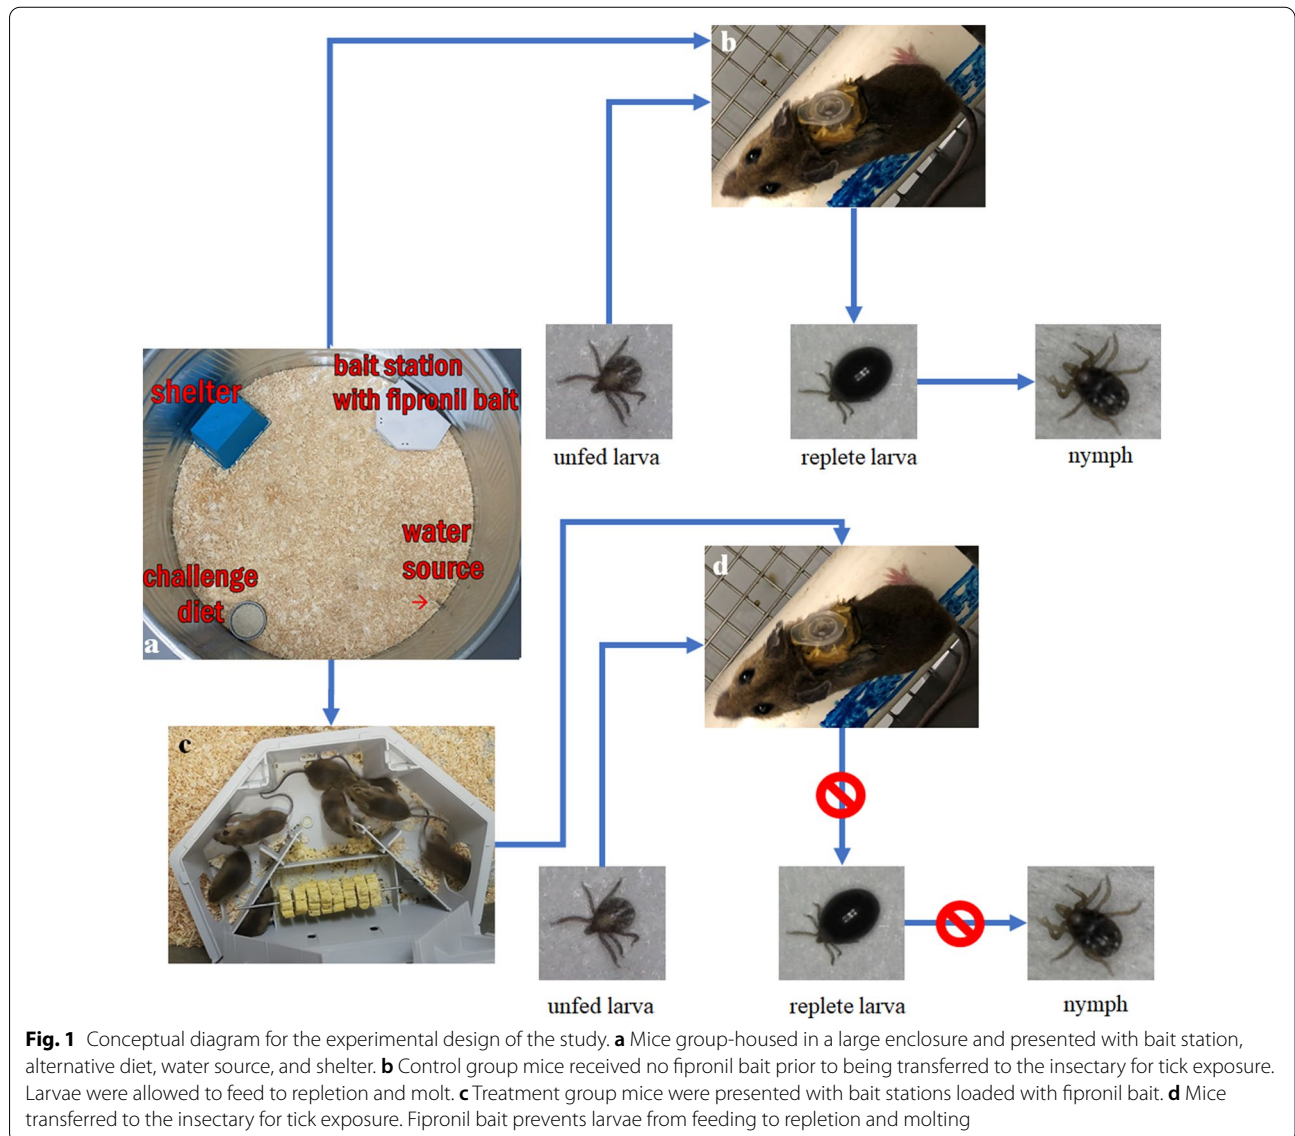 b
shelter
bait station
with fipronil bait
water
source
challenge
diet
a
unfed larva
replete larva
nymph
c
d
unfed larva
replete larva
nymph
Fig. 1 Conceptual diagram for the experimental design of the study. a Mice group-housed in a large enclosure and presented with bait station,
alternative diet, water source, and shelter. b Control group mice received no fipronil bait prior to being transferred to the insectary for tick exposure.
Larvae were allowed to feed to repletion and molt. c Treatment group mice were presented with bait stations loaded with fipronil bait. d Mice
transferred to the insectary for tick exposure. Fipronil bait prevents larvae from feeding to repletion and molting